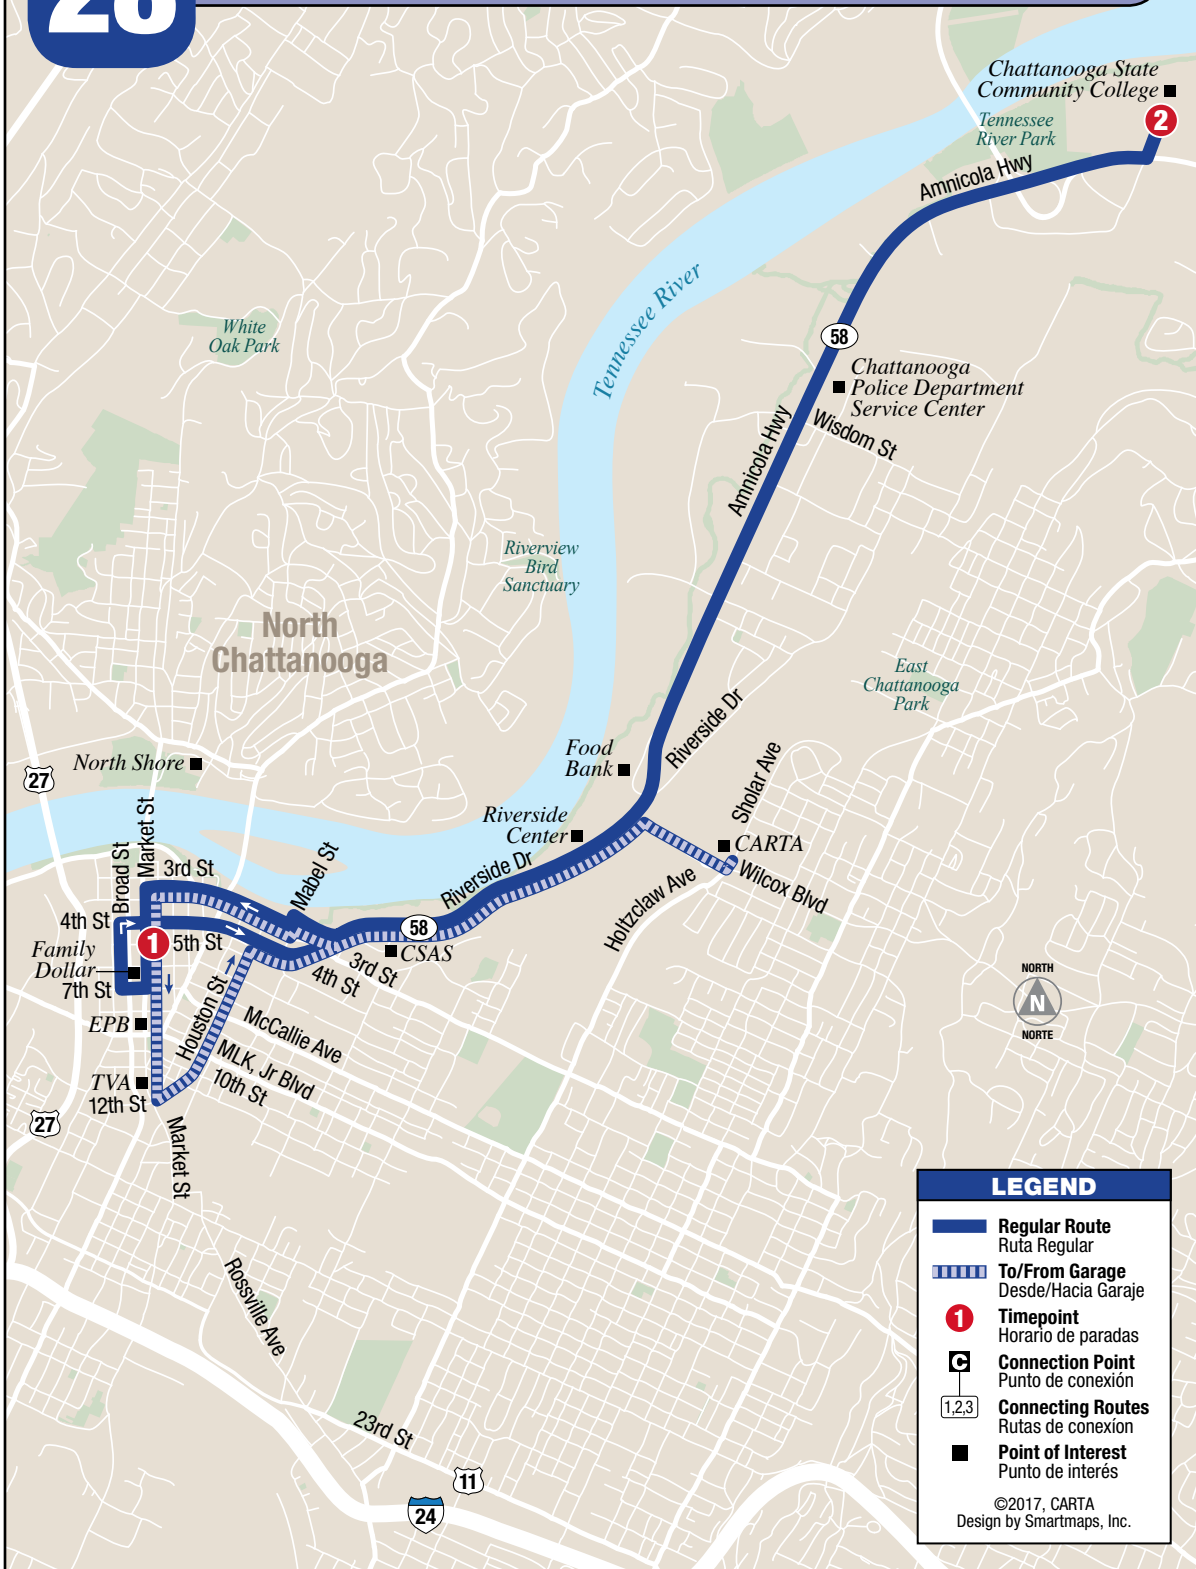 28
Chattanooga State
Community College
2
Tennessee
River Park
Amnicola Hwy
Tennessee River
White
Oak Park
58
Chattanooga
Police Department
Service Center
Wisdom St
Amnicola Hwy
Riverview
Bird
Sanctuary
North
Chattanooga
East
Chattanooga
Park
Riverside Dr
Food
Bank
North Shore
27
Sholar Ave
Market St
Riverside
Center
CARTA
Broad St
3rd St
Mabel St
Riverside Dr
Wilcox Blvd
Holtzclaw Ave
4th St
1
5th St
58
CSAS
Family
Dollar
3rd St
4th St
7th St
Houston St
NORTH
N
NORTE
EPB
McCallie Ave
MLK, Jr Blvd
10th St
TVA
12th St
27
Market St
Rossville Ave
23rd St
11
24
LEGEND
Regular Route
Ruta Regular
To/From Garage
Desde/Hacia Garaje
1
Timepoint
Horario de paradas
C
Connection Point
Punto de conexión
1,2,3
Connecting Routes
Rutas de conexíon
Point of Interest
Punto de interés
©2017, CARTA
Design by Smartmaps, Inc.